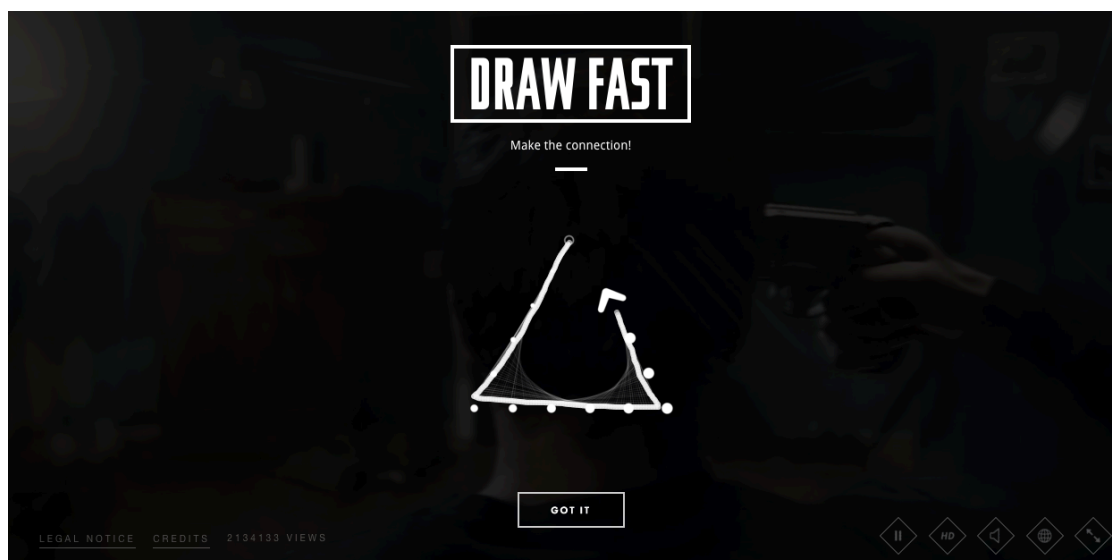 DRAW FAST
Make the connection!
GOT IT
LEGAL NOTICE CREDITS 2134133 VIEWS
HD